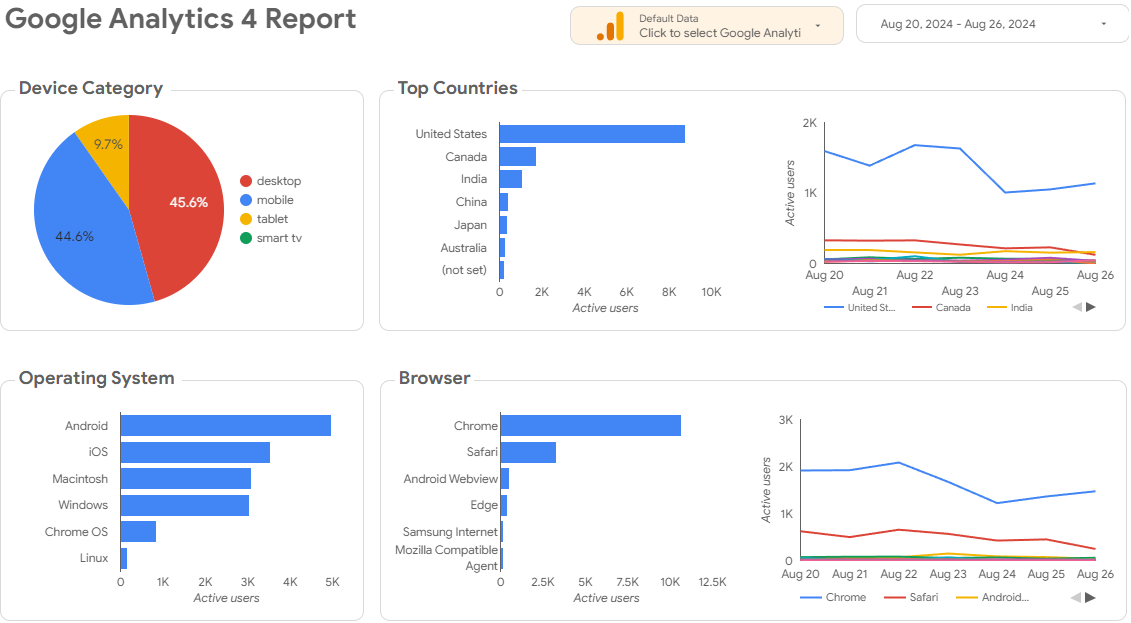 Google Analytics 4 Report
Default Data
Click to select Google Analyti
Aug 20, 2024 - Aug 26, 2024
Device Category
9.7%
45.6%
44.6%
desktop
mobile
tablet
smart tv
Top Countries
United States
Canada
India
China
Japan
Australia
(not set)
0 2K 4K 6K 8K 10K
Active users
2K
1K
0
Active users
Aug 20 Aug 22 Aug 24 Aug 26
Aug 21 Aug 23 Aug 25
United St... Canada India
Operating System
Android
iOS
Macintosh
Windows
Chrome OS
Linux
0 1K 2K 3K 4K 5K
Active users
Browser
Chrome
Safari
Android Webview
Edge
Samsung Internet
Mozilla Compatible
Agent
0 2.5K 5K 7.5K 10K 12.5K
Active users
3K
2K
1K
0
Active users
Aug 20 Aug 21 Aug 22 Aug 23 Aug 24 Aug 25 Aug 26
Chrome Safari Android...